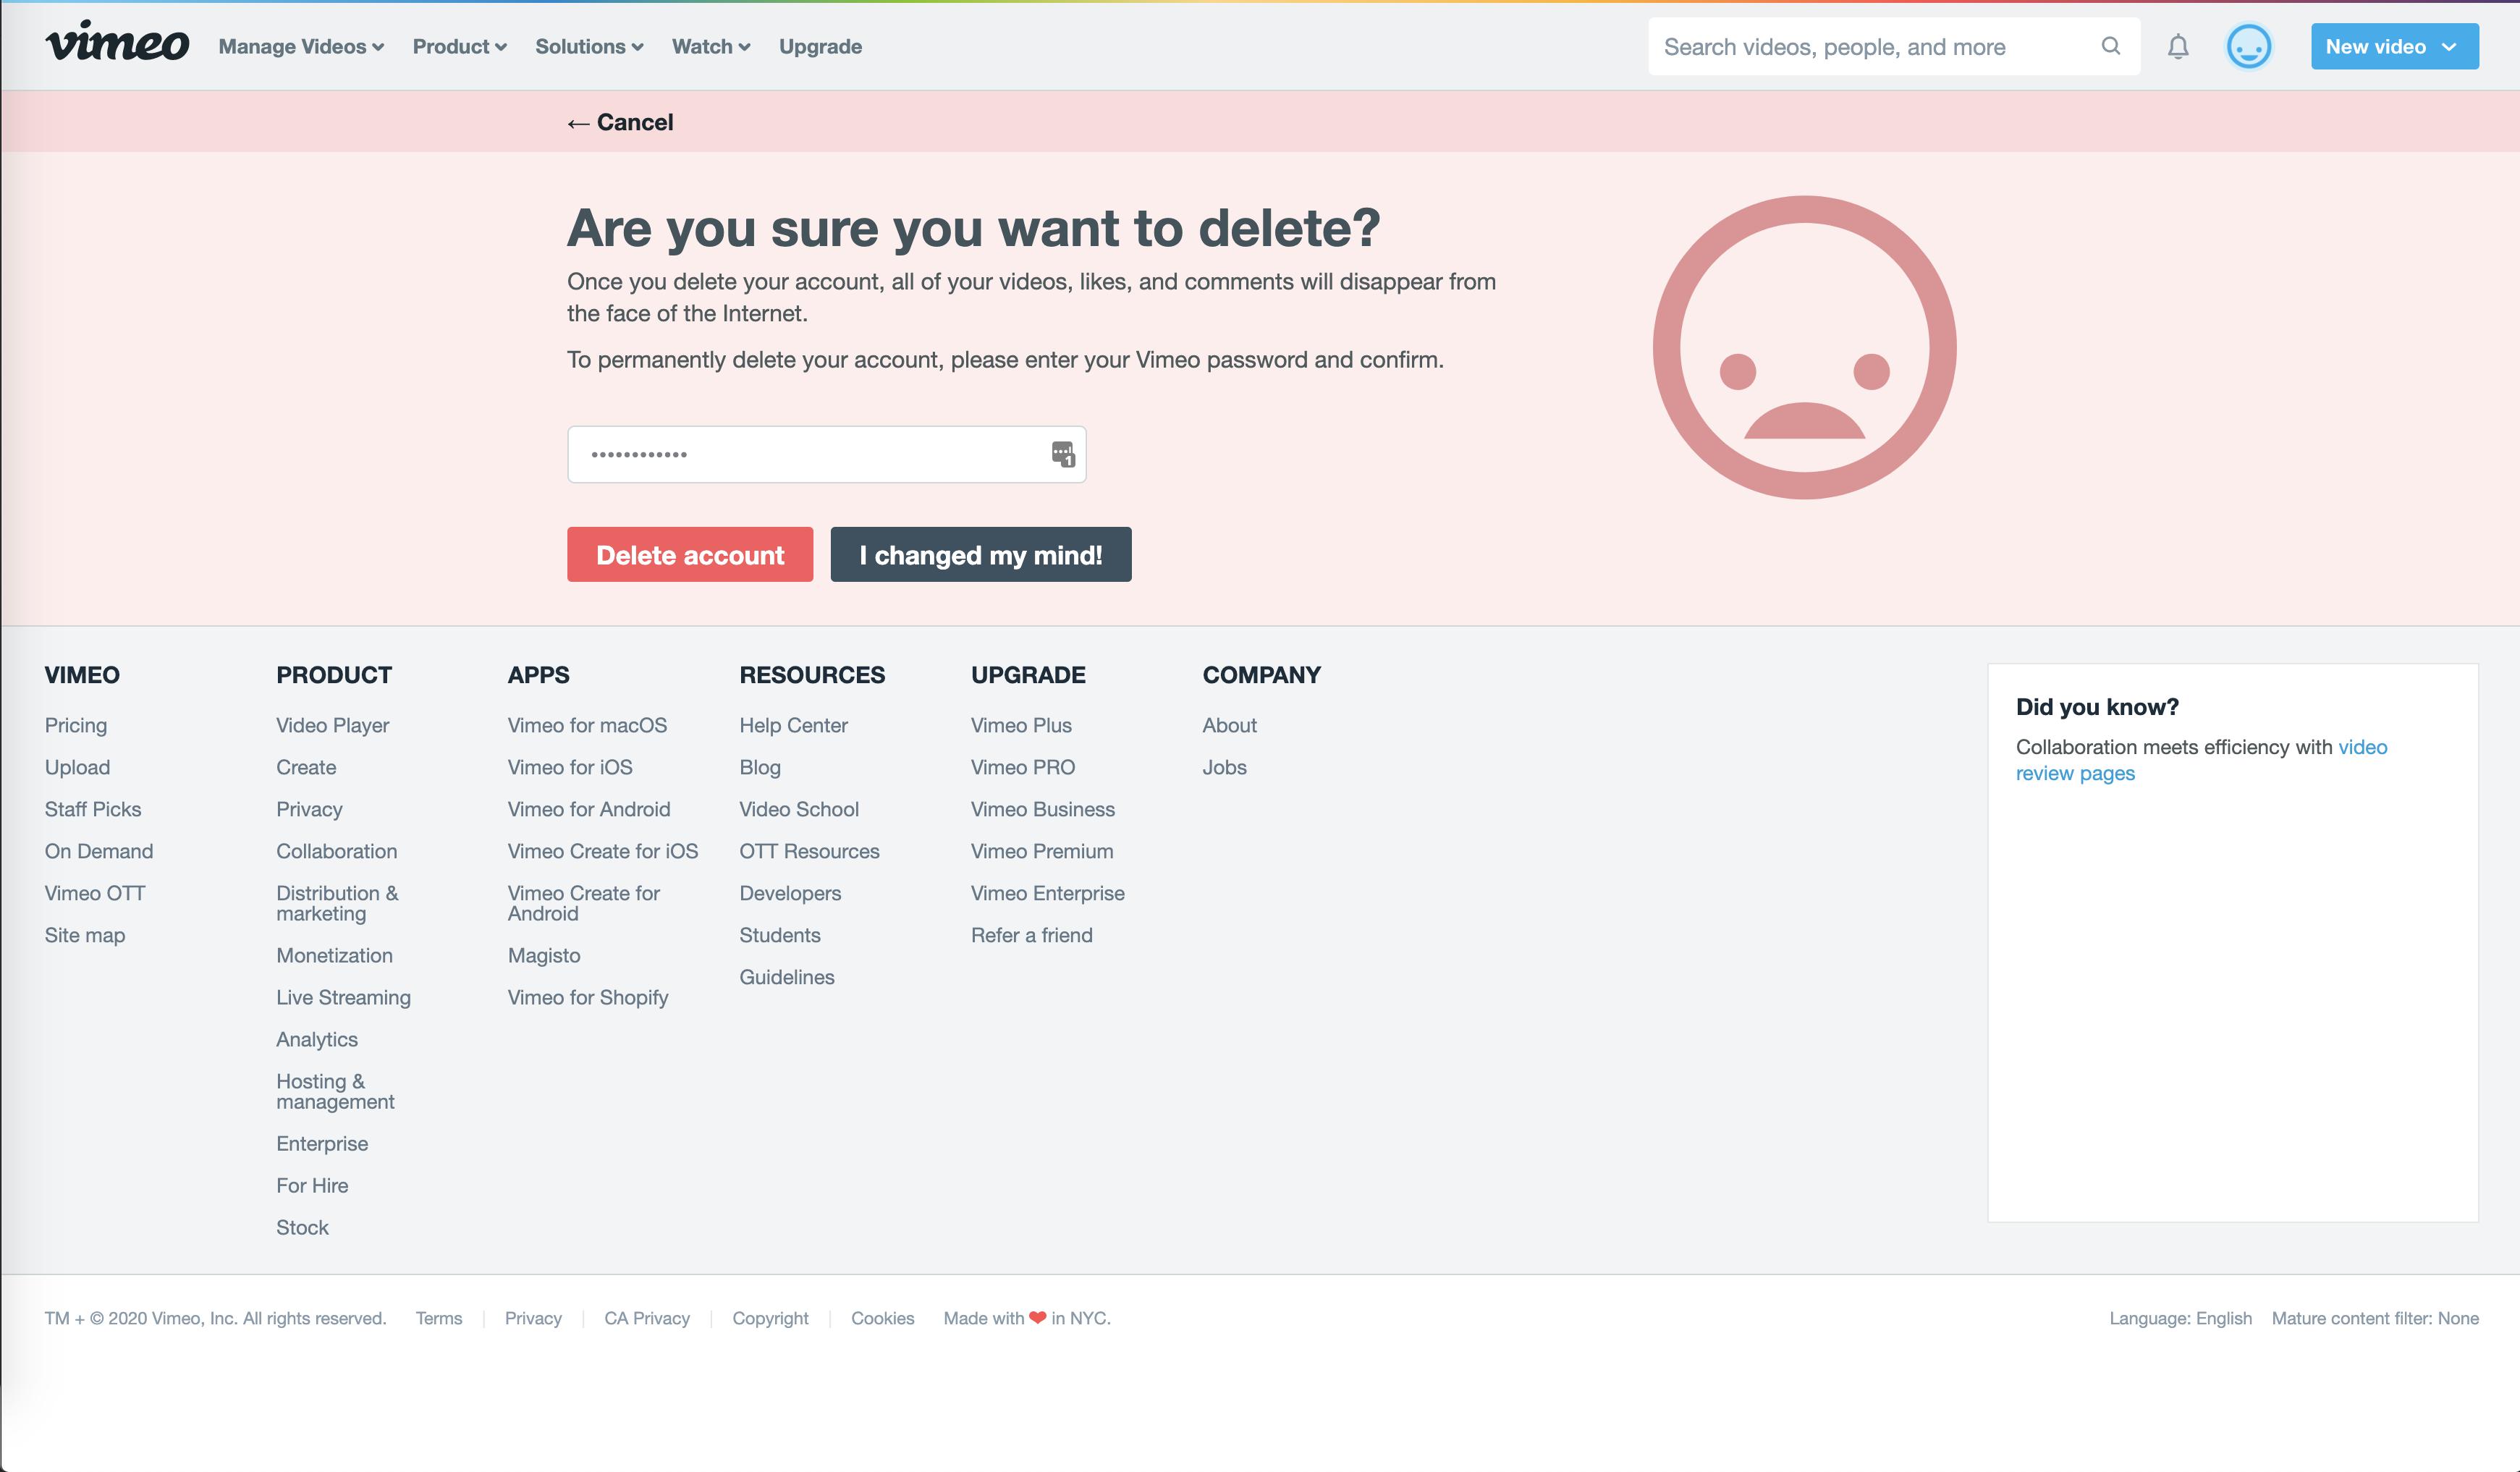 vimeo
Manage Videos
Product
Solutions
Watch
Upgrade
Search videos, people, and more
New video
← Cancel
Are you sure you want to delete?
Once you delete your account, all of your videos, likes, and comments will disappear from
the face of the Internet.
To permanently delete your account, please enter your Vimeo password and confirm.
••••••••••••
1
Delete account
I changed my mind!
VIMEO
Pricing
Upload
Staff Picks
On Demand
Vimeo OTT
Site map
PRODUCT
Video Player
Create
Privacy
Collaboration
Distribution &
marketing
Monetization
Live Streaming
Analytics
Hosting &
management
Enterprise
For Hire
Stock
APPS
Vimeo for macOS
Vimeo for iOS
Vimeo for Android
Vimeo Create for iOS
Vimeo Create for
Android
Magisto
Vimeo for Shopify
RESOURCES
Help Center
Blog
Video School
OTT Resources
Developers
Students
Guidelines
UPGRADE
Vimeo Plus
Vimeo PRO
Vimeo Business
Vimeo Premium
Vimeo Enterprise
Refer a friend
COMPANY
About
Jobs
Did you know?
Collaboration meets efficiency with video
review pages
TM + © 2020 Vimeo, Inc. All rights reserved.
Terms
Privacy
CA Privacy
Copyright
Cookies
Made with ❤ in NYC.
Language: English
Mature content filter: None